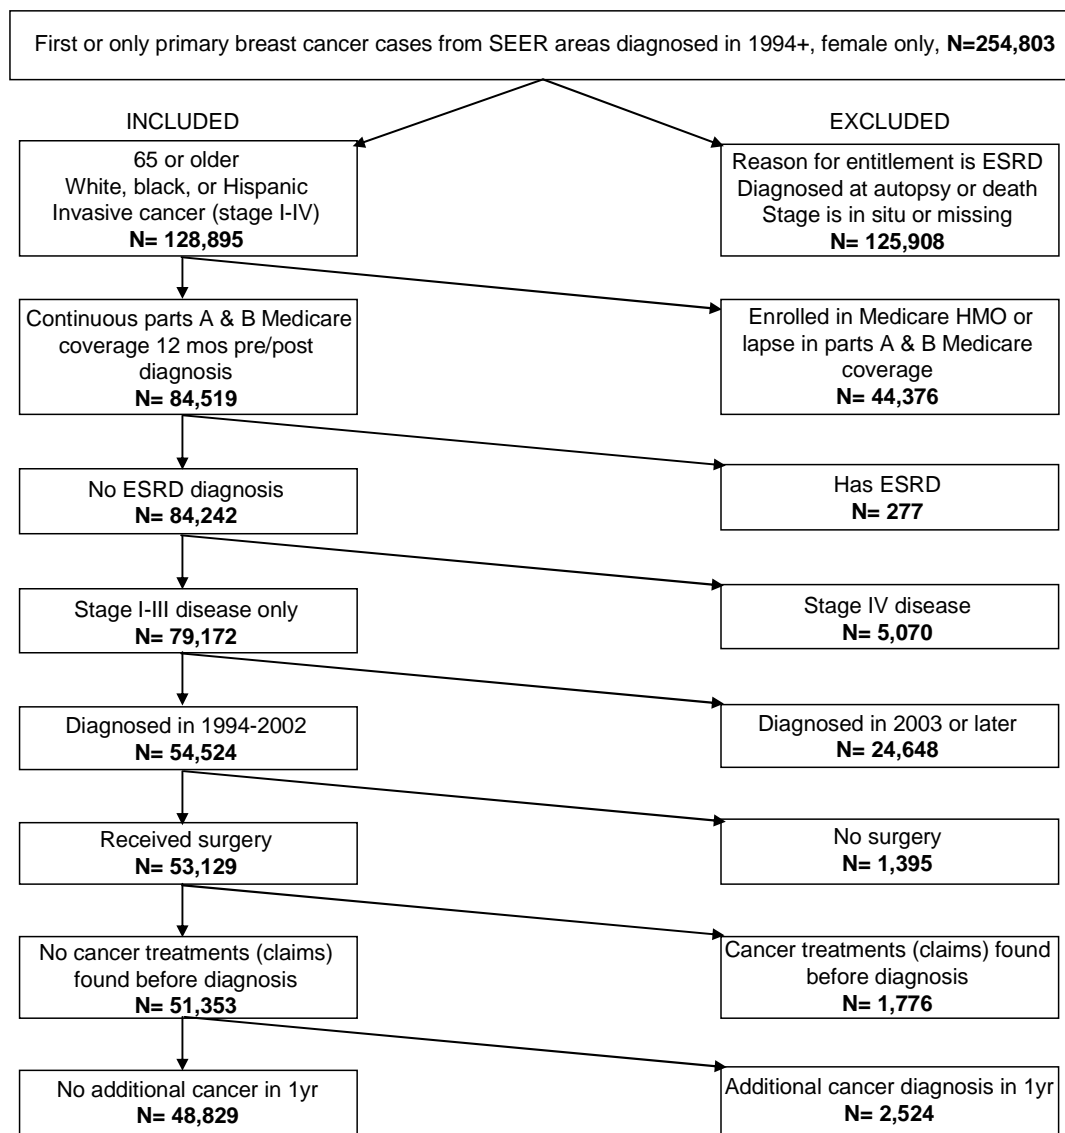 First or only primary breast cancer cases from SEER areas diagnosed in 1994+, female only, N=254,803
INCLUDED
EXCLUDED
65 or older
White, black, or Hispanic
Invasive cancer (stage I-IV)
N= 128,895
Reason for entitlement is ESRD
Diagnosed at autopsy or death
Stage is in situ or missing
N= 125,908
Continuous parts A & B Medicare
coverage 12 mos pre/post
diagnosis
N= 84,519
Enrolled in Medicare HMO or
lapse in parts A & B Medicare
coverage
N= 44,376
No ESRD diagnosis
N= 84,242
Has ESRD
N= 277
Stage I-III disease only
N= 79,172
Stage IV disease
N= 5,070
Diagnosed in 1994-2002
N= 54,524
Diagnosed in 2003 or later
N= 24,648
Received surgery
N= 53,129
No surgery
N= 1,395
No cancer treatments (claims)
found before diagnosis
N= 51,353
Cancer treatments (claims) found
before diagnosis
N= 1,776
No additional cancer in 1yr
N= 48,829
Additional cancer diagnosis in 1yr
N= 2,524